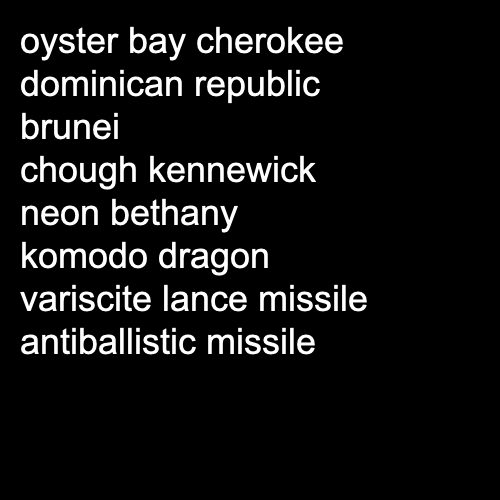 oyster bay cherokee
dominican republic
brunei
chough kennewick
neon bethany
komodo dragon
variscite lance missile
antiballistic missile